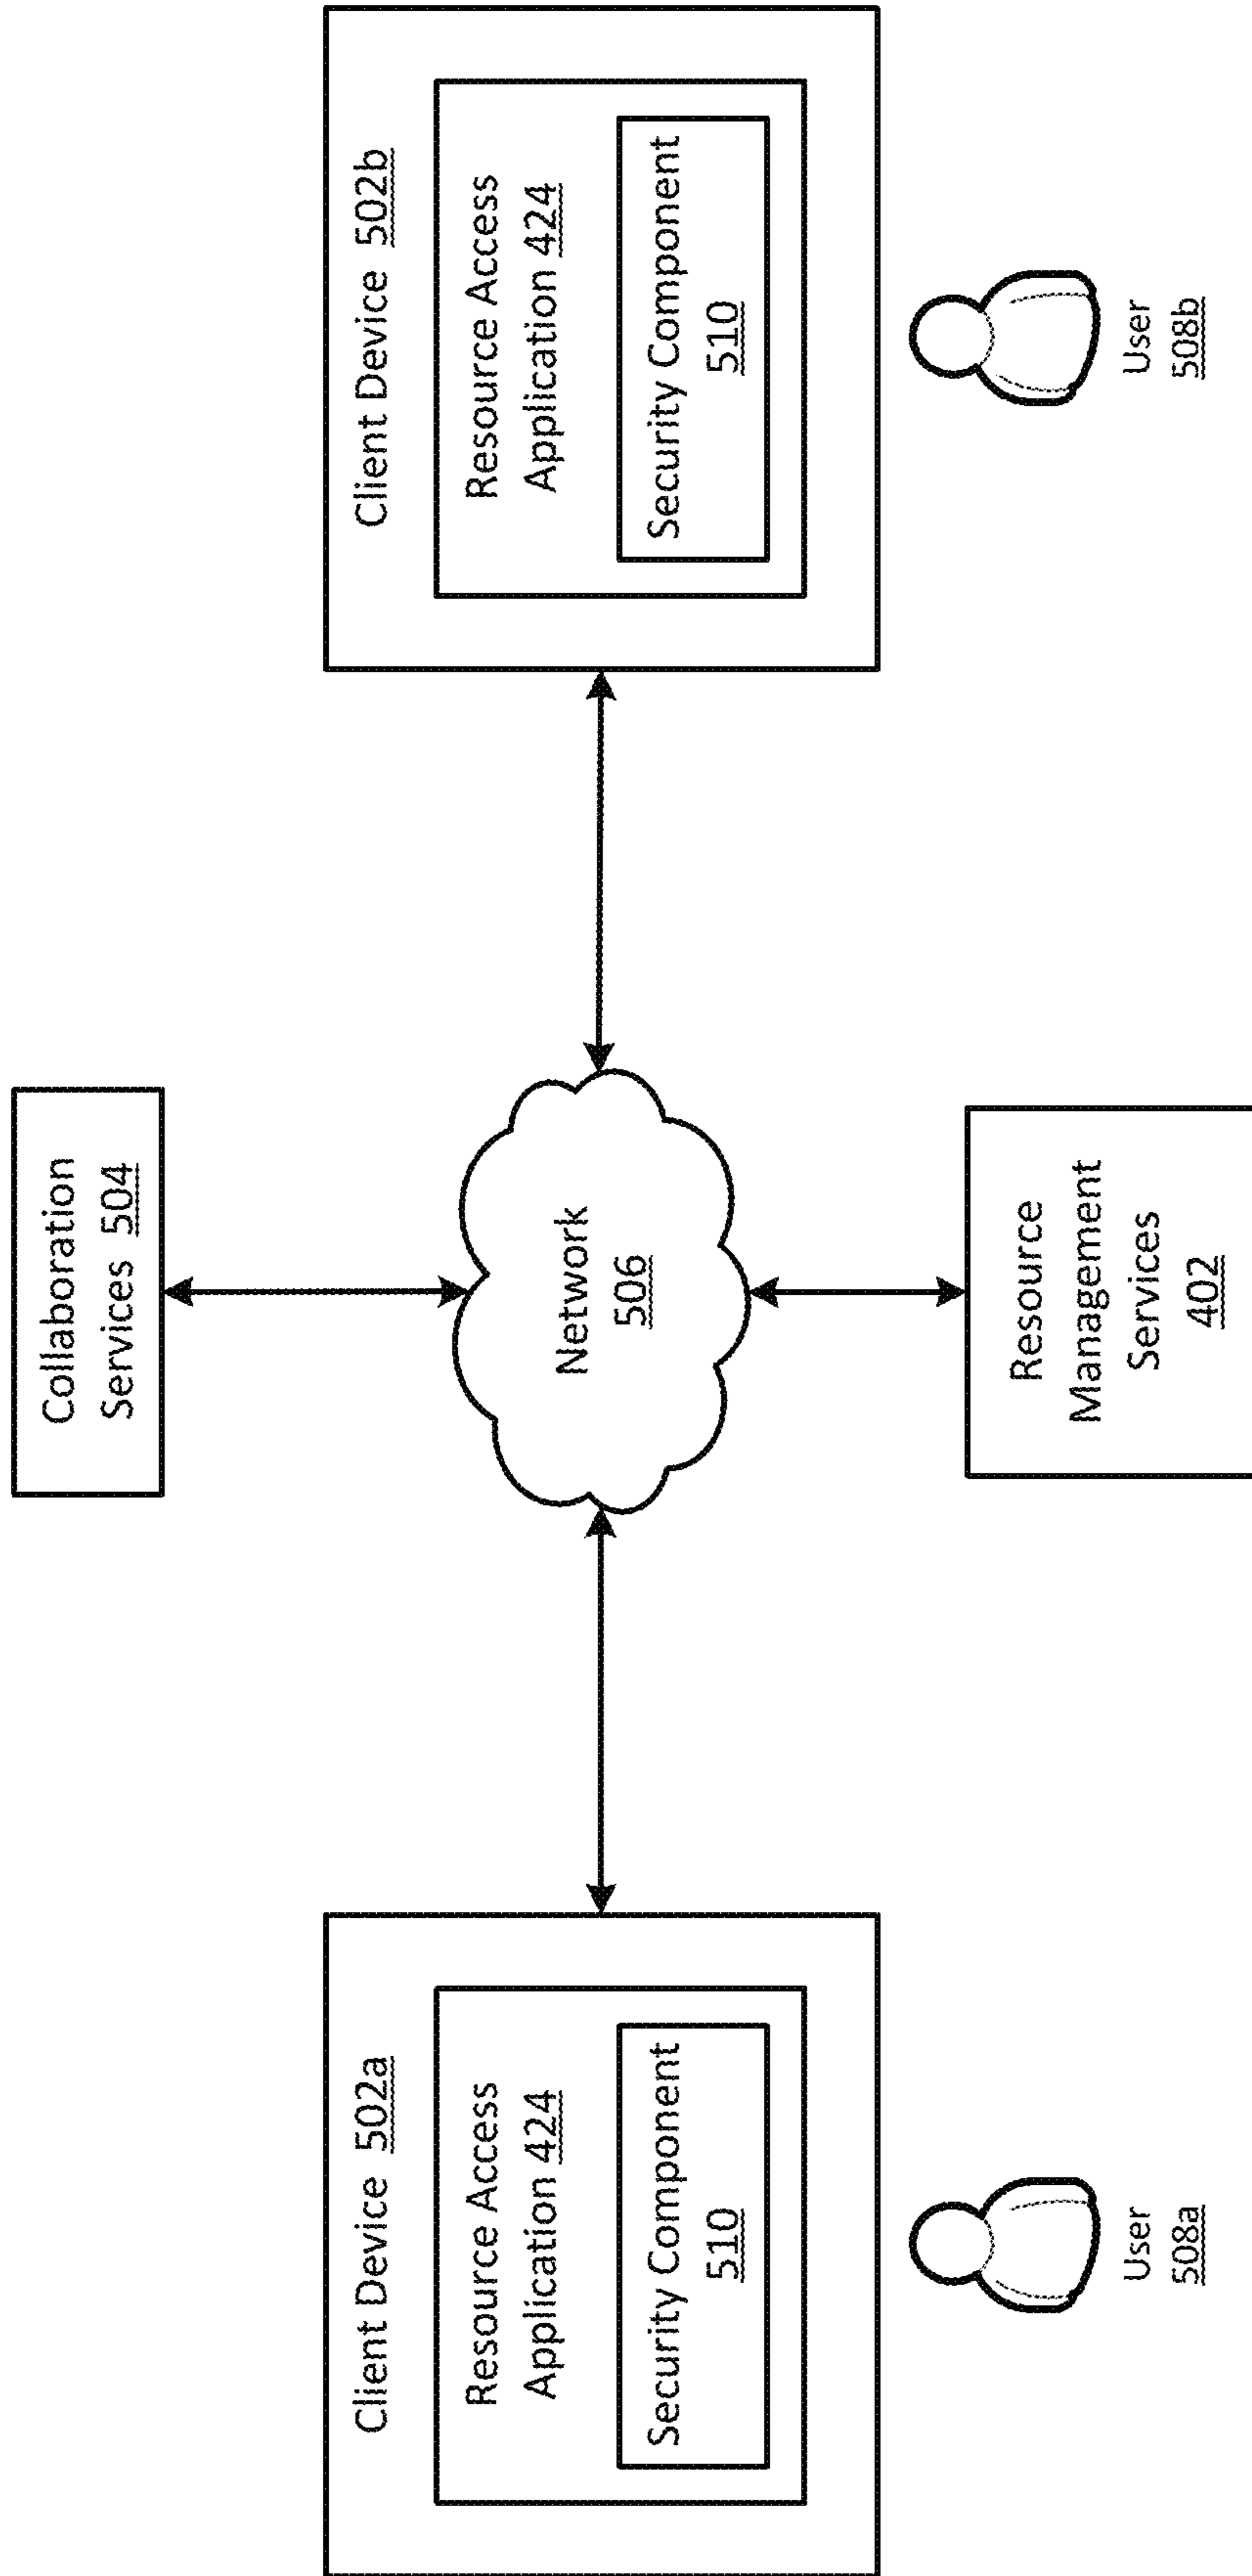 Collaboration
Services 504
Client Device 502a
Resource Access
Application 424
Security Component
510
User
508a
Network
506
Client Device 502b
Resource Access
Application 424
Security Component
510
User
508b
Resource
Management
Services
402